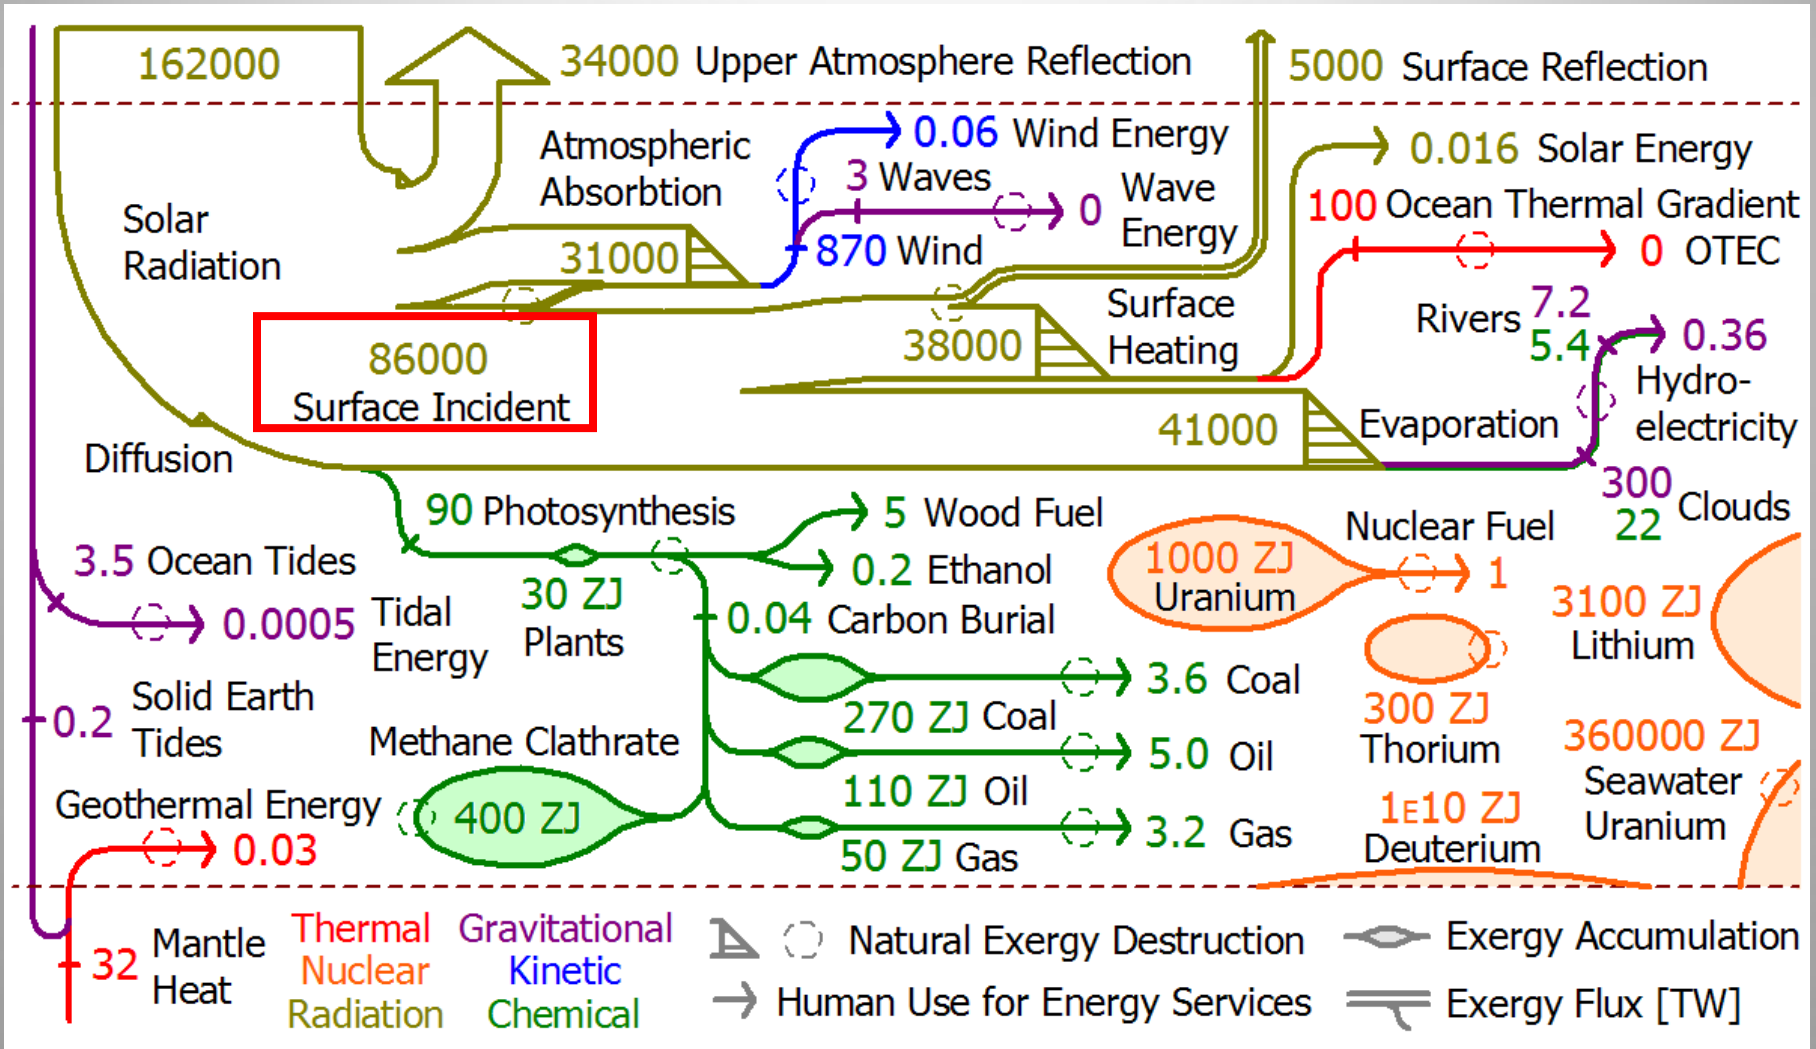 162000
34000 Upper Atmosphere Reflection
5000 Surface Reflection
Atmospheric
Absorbtion
0.06 Wind Energy
3 Waves
0 Wave
Energy
870 Wind
0.016 Solar Energy
100 Ocean Thermal Gradient
0 OTEC
Solar
Radiation
31000
86000
Surface Incident
38000
Surface
Heating
Rivers 7.2
5.4
0.36
Hydro-
electricity
41000
Evaporation
300
22
Clouds
Diffusion
90 Photosynthesis
5 Wood Fuel
0.2 Ethanol
30 ZJ
Plants
0.04 Carbon Burial
Nuclear Fuel
1000 ZJ
Uranium
1
3100 ZJ
Lithium
3.5 Ocean Tides
0.0005 Tidal
Energy
0.2 Solid Earth
Tides
3.6 Coal
270 ZJ Coal
300 ZJ
Thorium
360000 ZJ
Seawater
Uranium
Methane Clathrate
400 ZJ
5.0 Oil
110 ZJ Oil
1E10 ZJ
Deuterium
Geothermal Energy
0.03
3.2 Gas
50 ZJ Gas
32 Mantle
Heat
Thermal Gravitational
Nuclear Kinetic
Radiation Chemical
Natural Exergy Destruction
Human Use for Energy Services
Exergy Accumulation
Exergy Flux [TW]